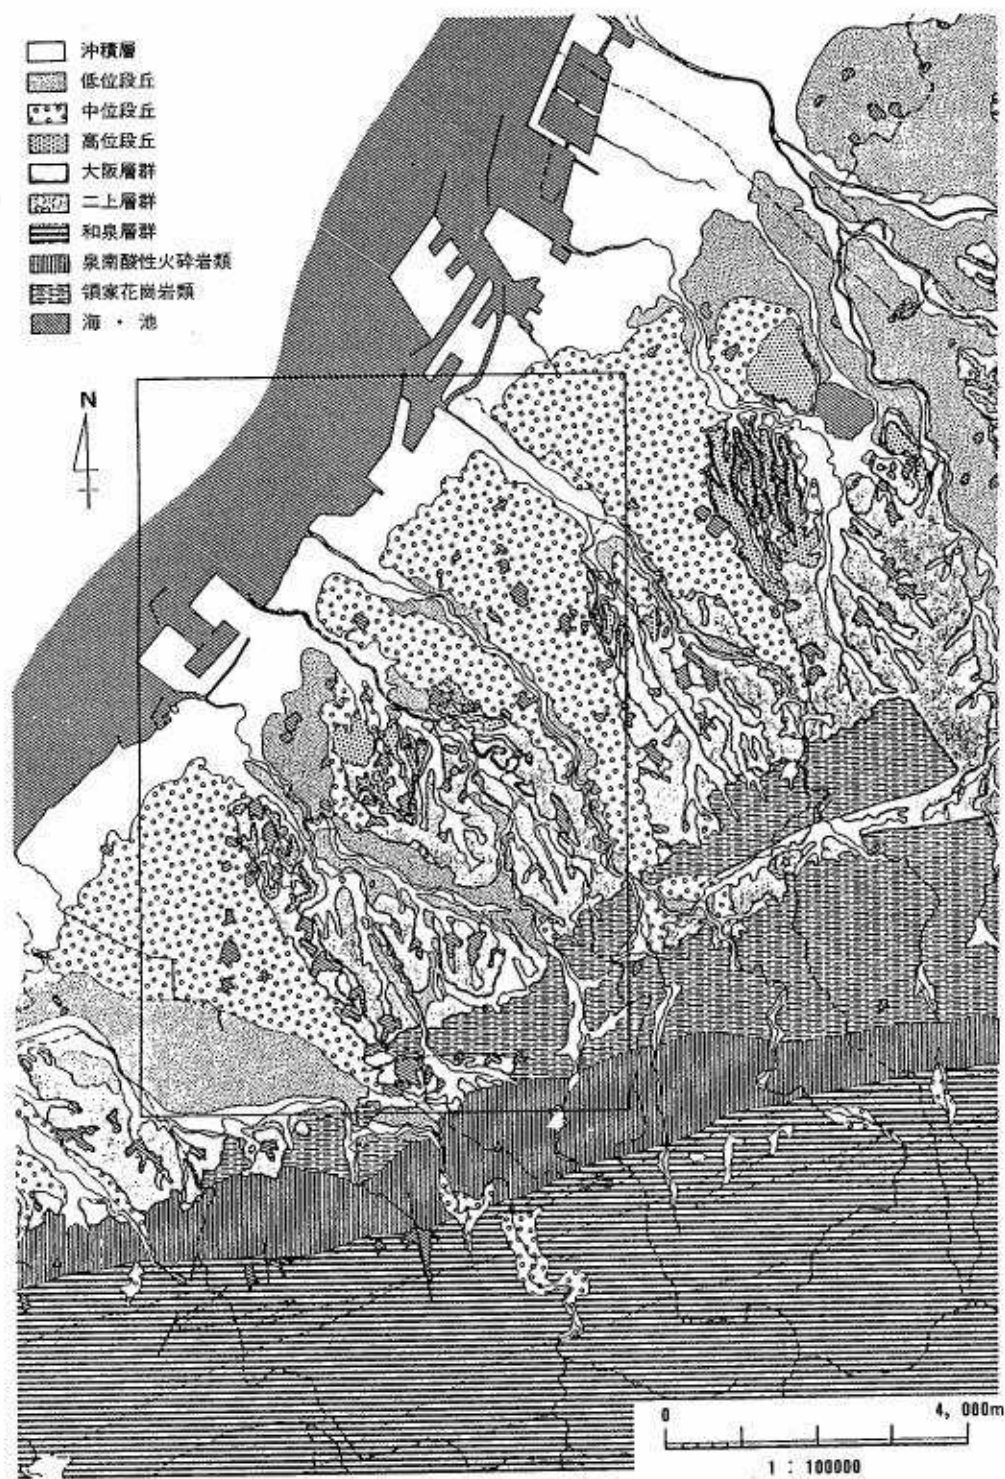 沖積層
低位段丘
中位段丘
高位段丘
大阪層群
二上層群
和泉層群
泉南酸性火砕岩類
領家花崗岩類
海・池
N
0 4,000m
1 : 100000